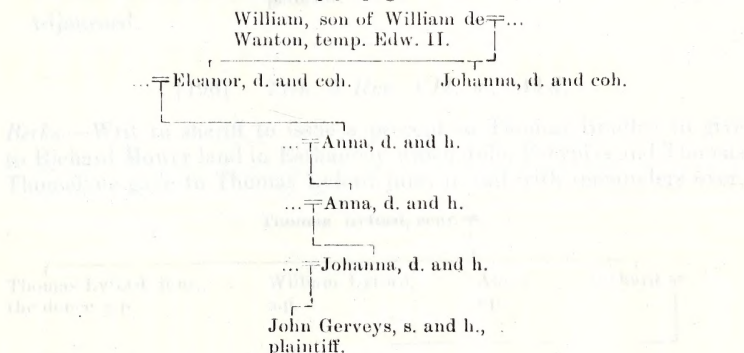 William, son of William de=...
Wanton, temp. Edw. II.
...=Eleanor, d. and coh. Johanna, d. and coh.
...=Anna, d. and h.
...=Anna, d. and h.
...=Johanna, d. and h.
John Gerveys, s. and h.,
plaintiff.